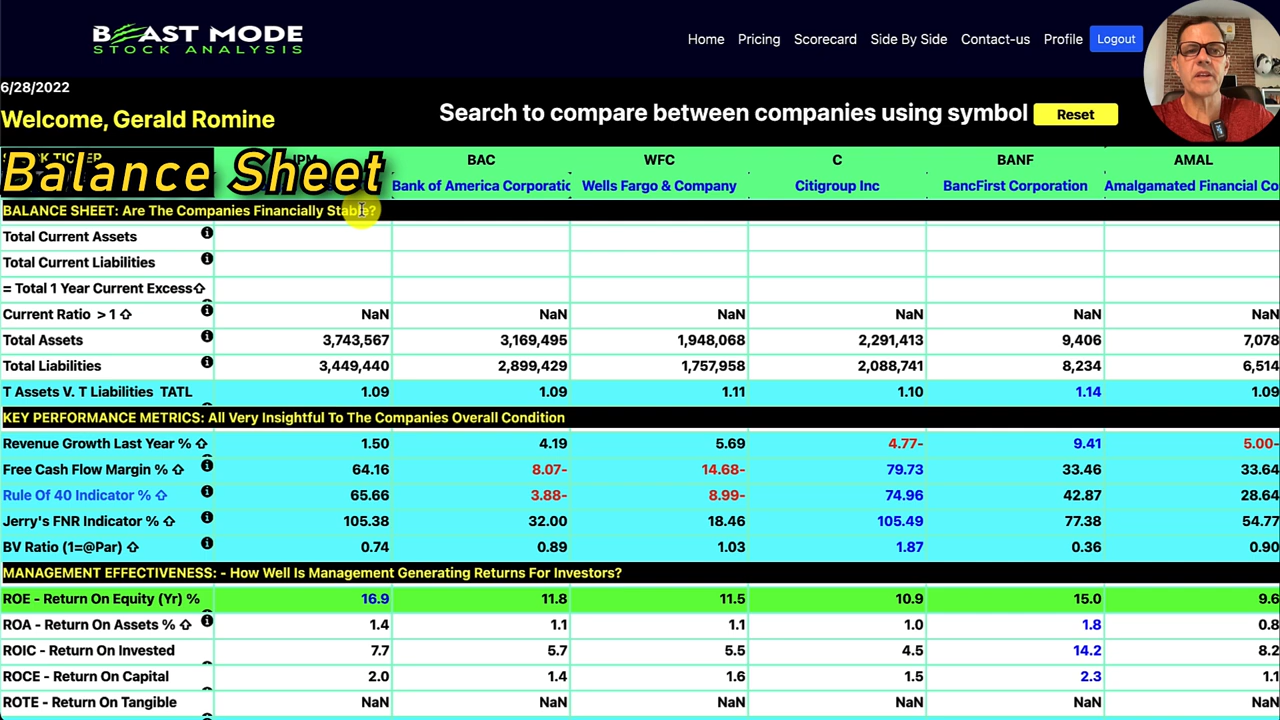 BEAST MODE
STOCK ANALYSIS
Home Pricing Scorecard Side By Side Contact-us Profile Logout
6/28/2022
Welcome, Gerald Romine
Search to compare between companies using symbol Reset
Balance Sheet
JPM BAC WFC C BANF AMAL
Bank of America Corporatic Wells Fargo & Company Citigroup Inc BancFirst Corporation Amalgamated Financial Co
BALANCE SHEET: Are The Companies Financially Stable?
Total Current Assets
Total Current Liabilities
= Total 1 Year Current Excess⇧
Current Ratio > 1 ⇧ NaN NaN NaN NaN NaN NaN
Total Assets 3,743,567 3,169,495 1,948,068 2,291,413 9,406 7,078
Total Liabilities 3,449,440 2,899,429 1,757,958 2,088,741 8,234 6,514
T Assets V. T Liabilities TATL 1.09 1.09 1.11 1.10 1.14 1.09
KEY PERFORMANCE METRICS: All Very Insightful To The Companies Overall Condition
Revenue Growth Last Year % ⇧ 1.50 4.19 5.69 4.77- 9.41 5.00-
Free Cash Flow Margin % ⇧ 64.16 8.07- 14.68- 79.73 33.46 33.64
Rule Of 40 Indicator % ⇧ 65.66 3.88- 8.99- 74.96 42.87 28.64
Jerry's FNR Indicator % ⇧ 105.38 32.00 18.46 105.49 77.38 54.77
BV Ratio (1=@Par) ⇧ 0.74 0.89 1.03 1.87 0.36 0.90
MANAGEMENT EFFECTIVENESS: - How Well Is Management Generating Returns For Investors?
ROE - Return On Equity (Yr) % 16.9 11.8 11.5 10.9 15.0 9.6
ROA - Return On Assets % ⇧ 1.4 1.1 1.1 1.0 1.8 0.8
ROIC - Return On Invested 7.7 5.7 5.5 4.5 14.2 8.2
ROCE - Return On Capital 2.0 1.4 1.6 1.5 2.3 1.1
ROTE - Return On Tangible NaN NaN NaN NaN NaN NaN